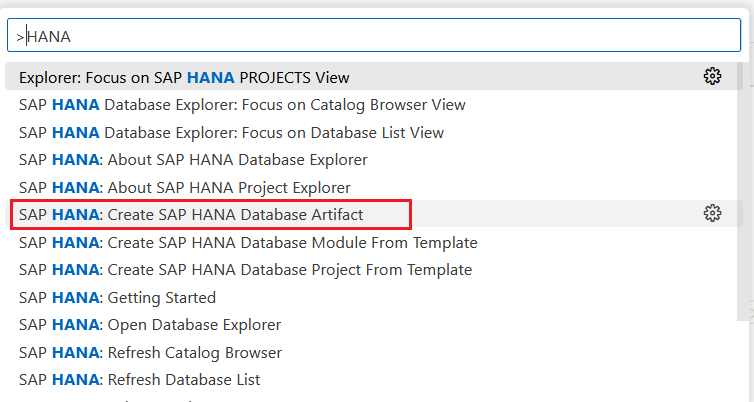 >HANA
Explorer: Focus on SAP HANA PROJECTS View
SAP HANA Database Explorer: Focus on Catalog Browser View
SAP HANA Database Explorer: Focus on Database List View
SAP HANA: About SAP HANA Database Explorer
SAP HANA: About SAP HANA Project Explorer
SAP HANA: Create SAP HANA Database Artifact
SAP HANA: Create SAP HANA Database Module From Template
SAP HANA: Create SAP HANA Database Project From Template
SAP HANA: Getting Started
SAP HANA: Open Database Explorer
SAP HANA: Refresh Catalog Browser
SAP HANA: Refresh Database List